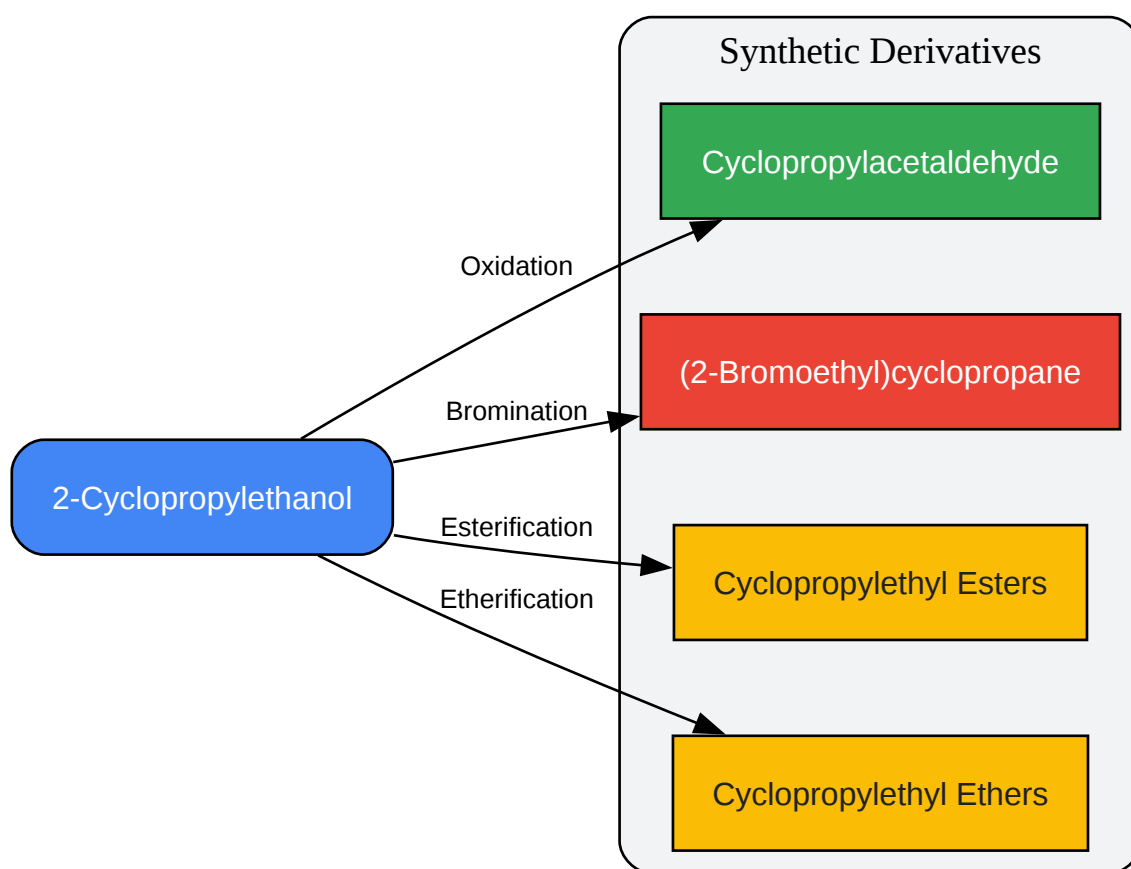 Synthetic Derivatives
Cyclopropylacetaldehyde
Oxidation
(2-Bromoethyl)cyclopropane
Bromination
2-Cyclopropylethanol
Esterification
Cyclopropylethyl Esters
Etherification
Cyclopropylethyl Ethers